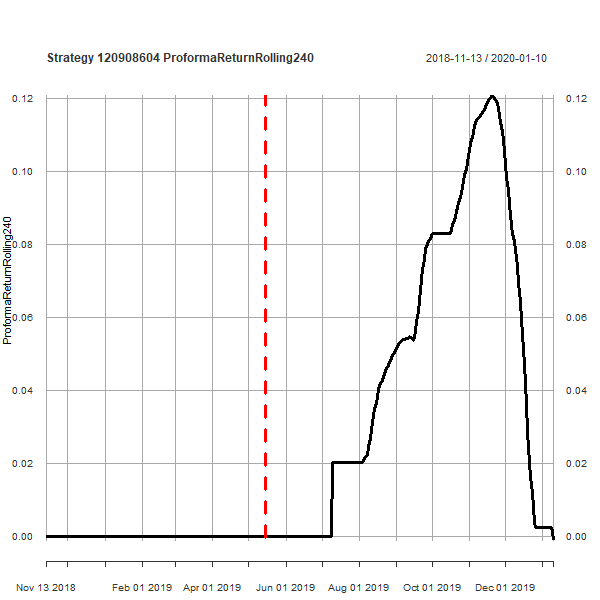 Strategy 120908604 ProformaReturnRolling240
2018-11-13 / 2020-01-10
ProformaReturnRolling240
0.12
0.12
0.10
0.10
0.08
0.08
0.06
0.06
0.04
0.04
0.02
0.02
0.00
0.00
Nov 13 2018
Feb 01 2019
Apr 01 2019
Jun 01 2019
Aug 01 2019
Oct 01 2019
Dec 01 2019